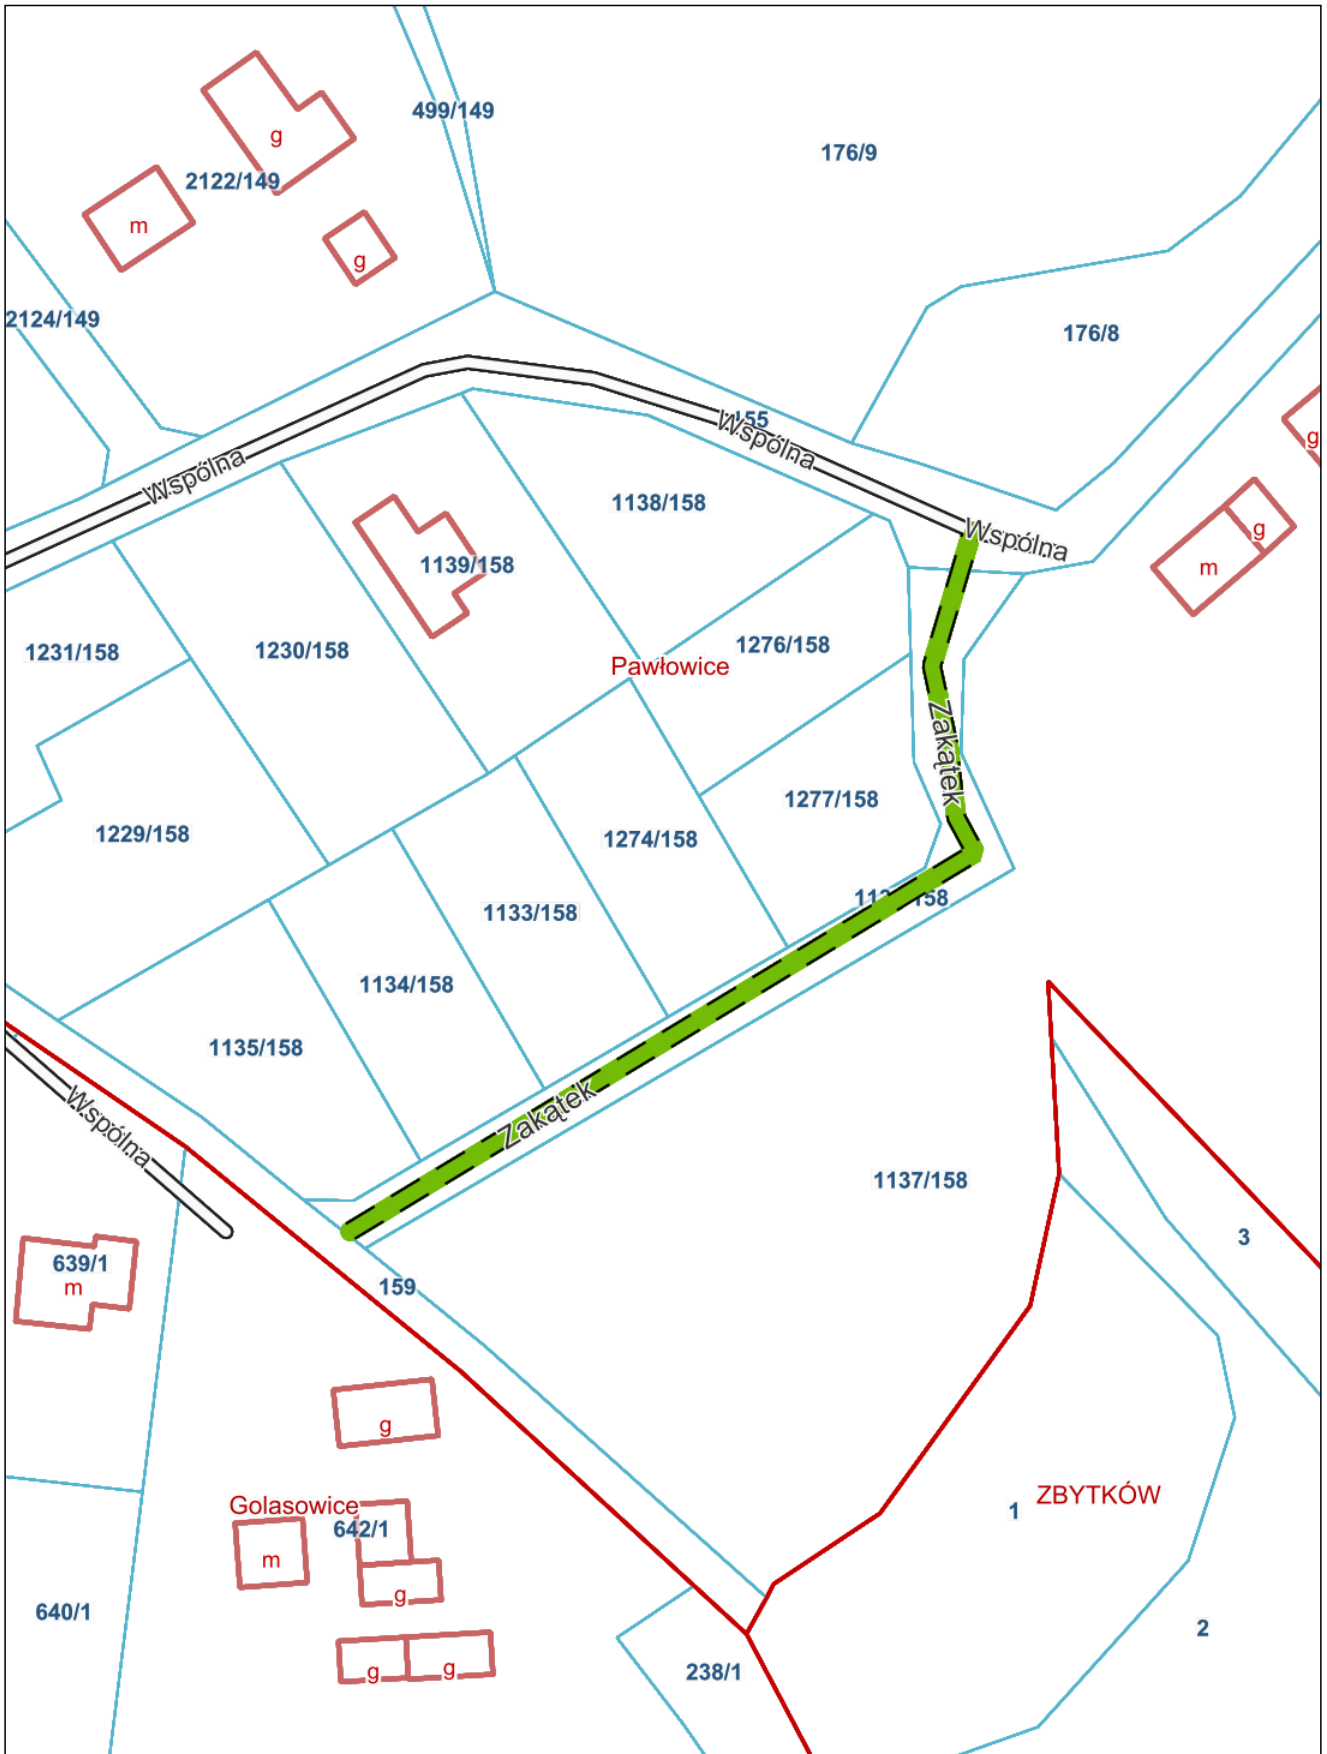 499/149
g
176/9
2122/149
m
g
2124/149
176/8
Wspólna
Wspólna
g
Wspólna
1138/158
g
m
1139/158
1231/158
1230/158
1276/158
Pawłowice
Zakątek
1277/158
1229/158
1274/158
1133/158
1134/158
1135/158
Wspólna
Zakątek
1137/158
3
639/1
m
159
g
Golasowice
642/1
ZBYTKÓW
1
m
g
640/1
2
g
g
238/1